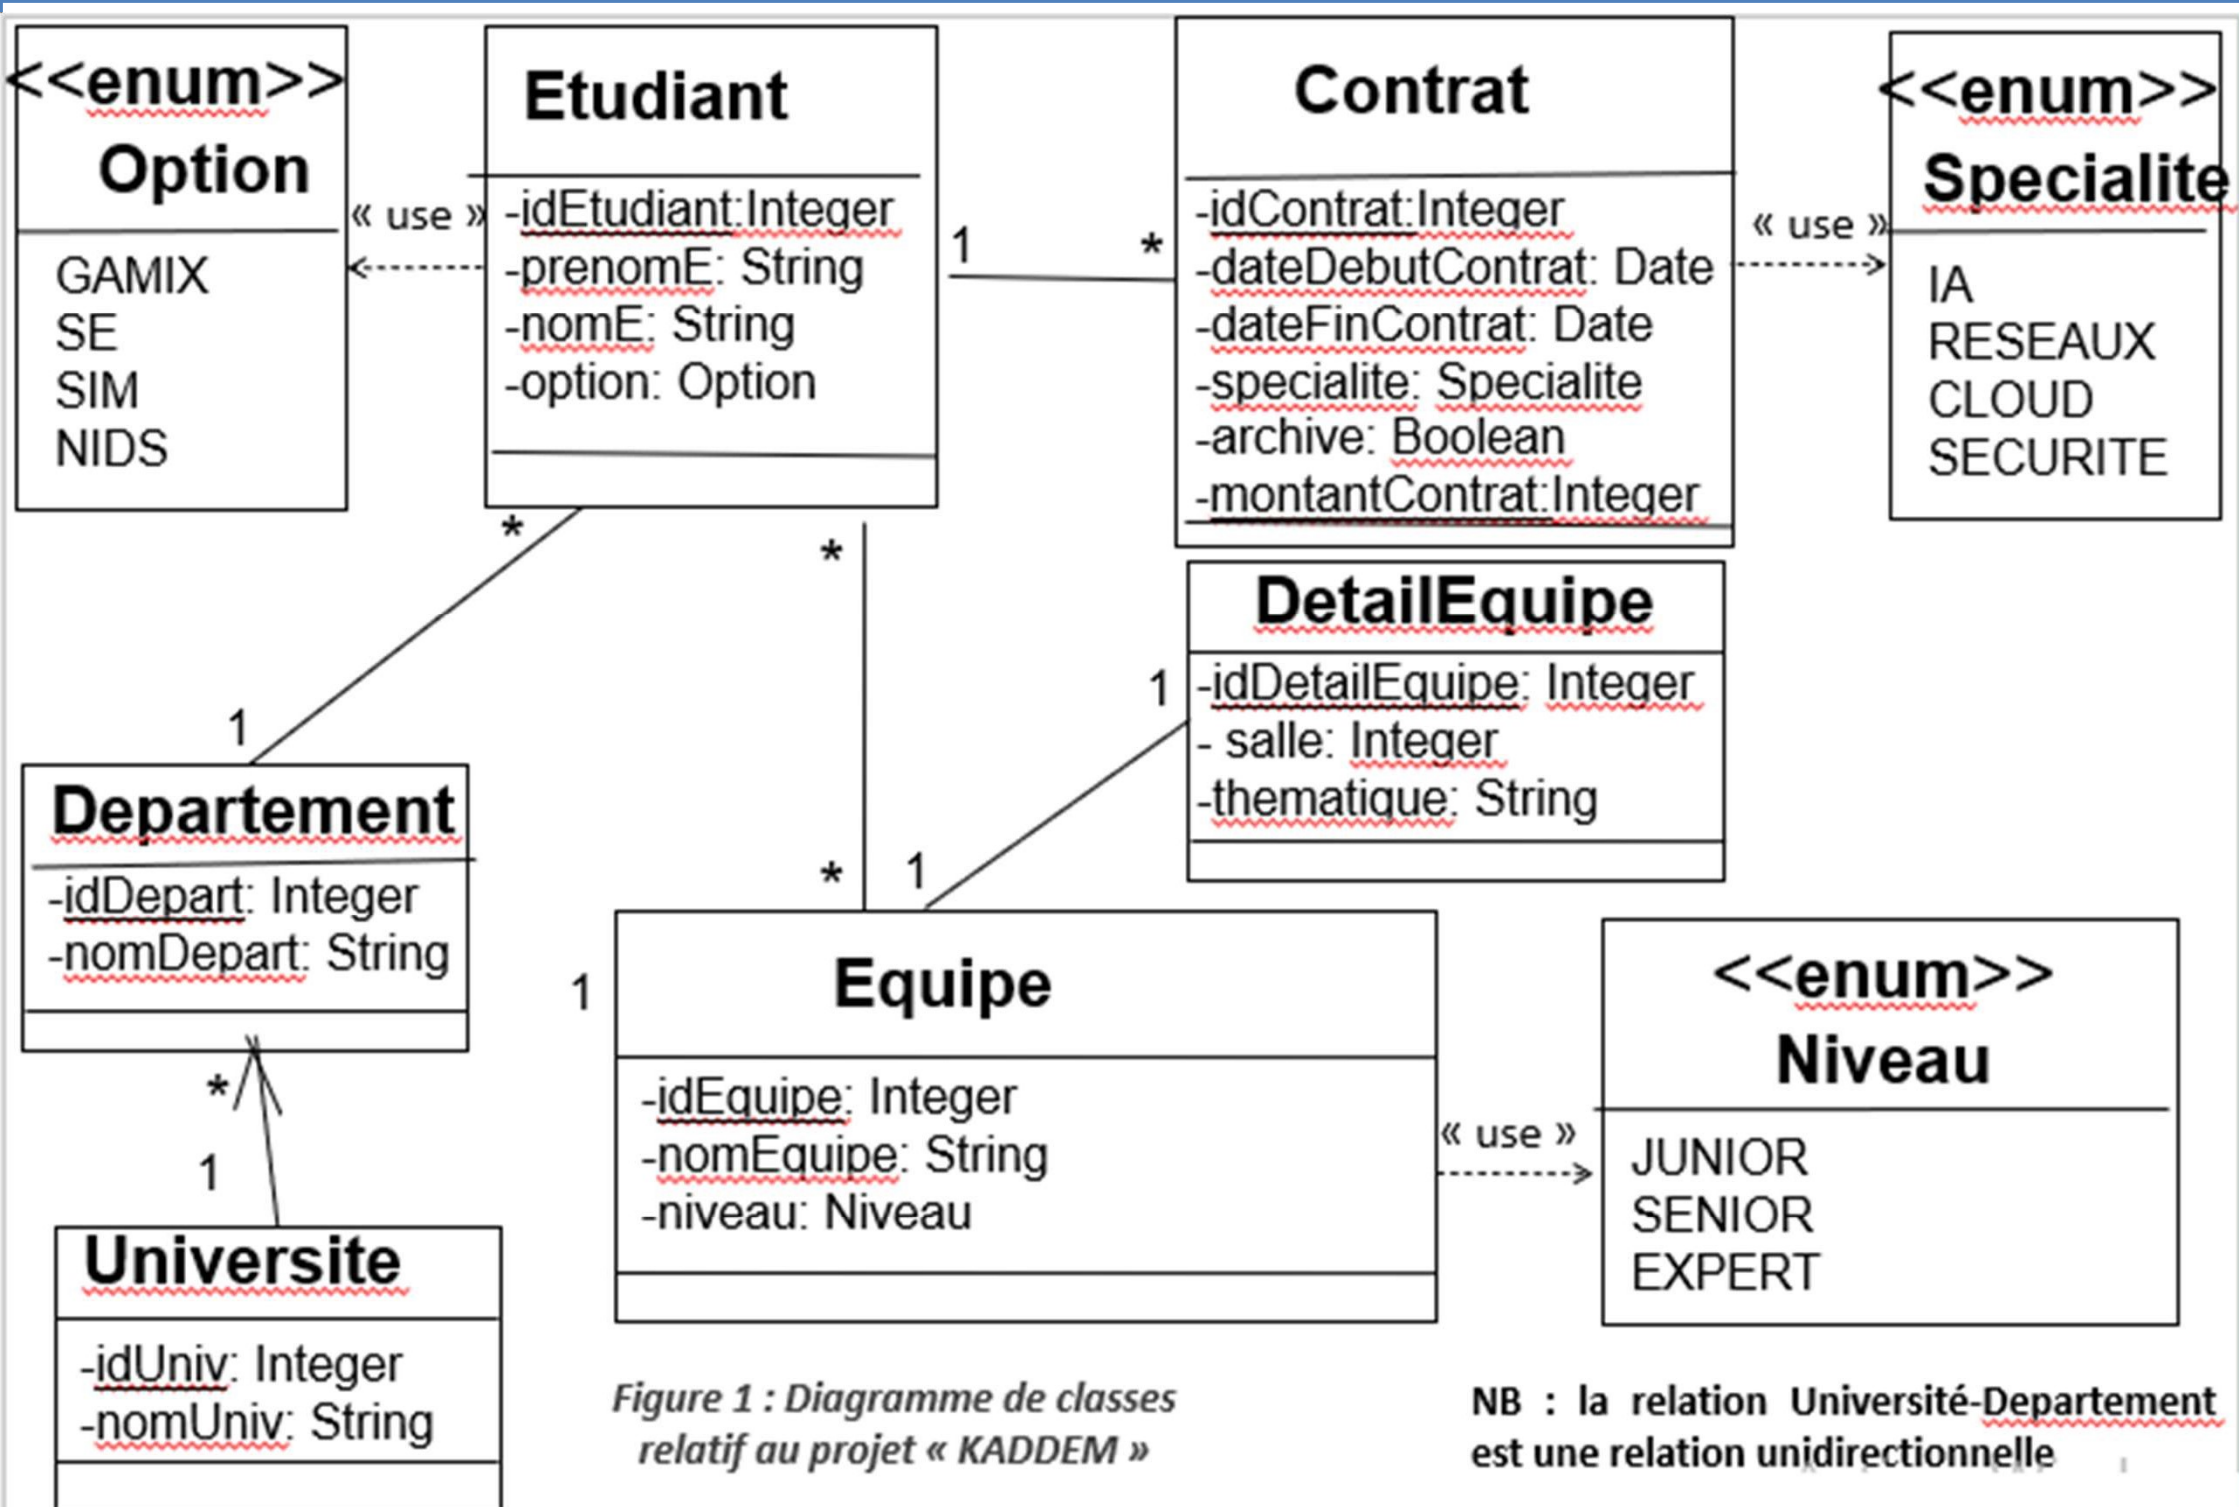 <<enum>>
Option
GAMIX
SE
SIM
NIDS
« use »
Etudiant
-idEtudiant:Integer
-prenomE: String
-nomE: String
-option: Option
1
*
Contrat
-idContrat:Integer
-dateDebutContrat: Date
-dateFinContrat: Date
-specialite: Specialite
-archive: Boolean
-montantContrat:Integer
« use »
<<enum>>
Specialite
IA
RESEAUX
CLOUD
SECURITE
*
1
*
*
DetailEquipe
-idDetailEquipe: Integer
- salle: Integer
-thematique: String
1
1
Departement
-idDepart: Integer
-nomDepart: String
*
1
Universite
-idUniv: Integer
-nomUniv: String
1
Equipe
-idEquipe: Integer
-nomEquipe: String
-niveau: Niveau
« use »
<<enum>>
Niveau
JUNIOR
SENIOR
EXPERT
Figure 1 : Diagramme de classes
relatif au projet « KADDEM »
NB : la relation Université-Departement
est une relation unidirectionnelle